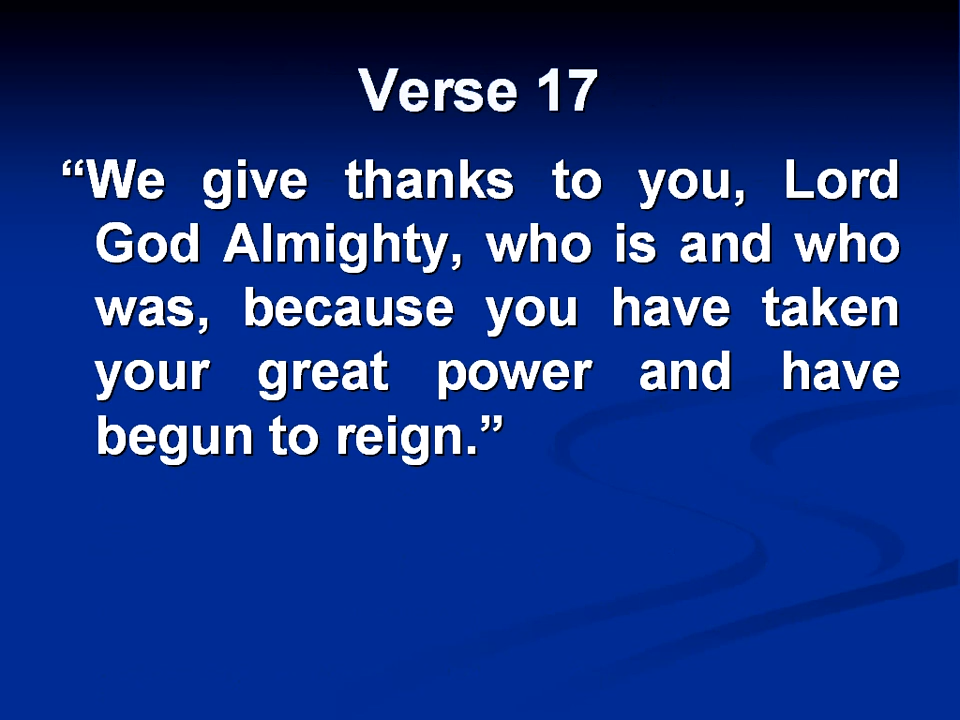 Verse 17
“We give thanks to you, Lord
God Almighty, who is and who
was, because you have taken
your great power and have
begun to reign.”